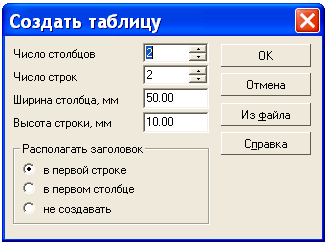 Создать таблицу
Число столбцов 2
Число строк 2
Ширина столбца, мм 50.00
Высота строки, мм 10.00
Располагать заголовок
в первой строке
в первом столбце
не создавать
OK
Отмена
Из файла
Справка